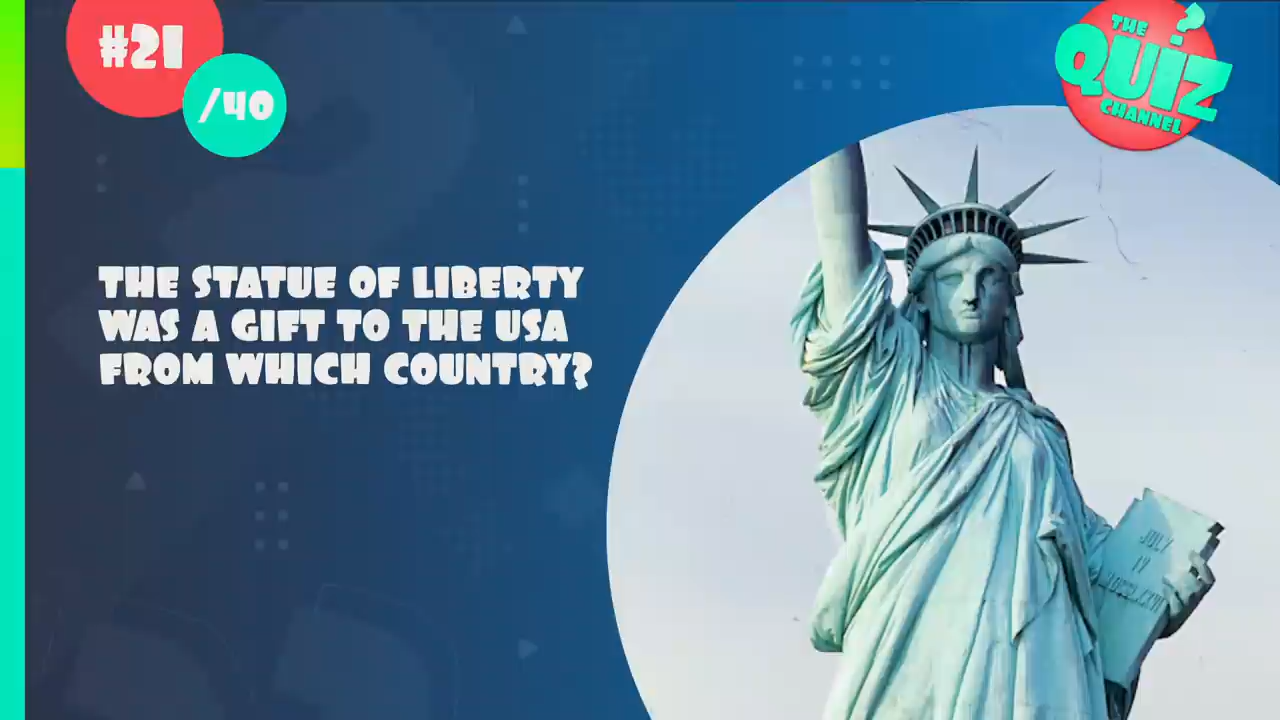 #21
/40
THE
QUIZ
CHANNEL
THE STATUE OF LIBERTY
WAS A GIFT TO THE USA
FROM WHICH COUNTRY?
JULY
IV